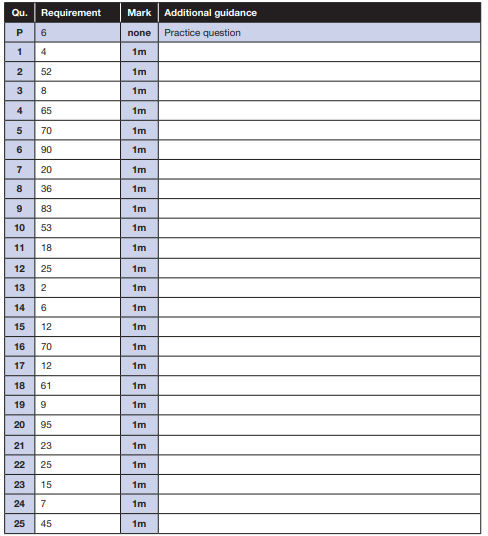 Qu. Requirement Mark Additional guidance
P 6 none Practice question
1 4 1m
2 52 1m
3 8 1m
4 65 1m
5 70 1m
6 90 1m
7 20 1m
8 36 1m
9 83 1m
10 53 1m
11 18 1m
12 25 1m
13 2 1m
14 6 1m
15 12 1m
16 70 1m
17 12 1m
18 61 1m
19 9 1m
20 95 1m
21 23 1m
22 25 1m
23 15 1m
24 7 1m
25 45 1m